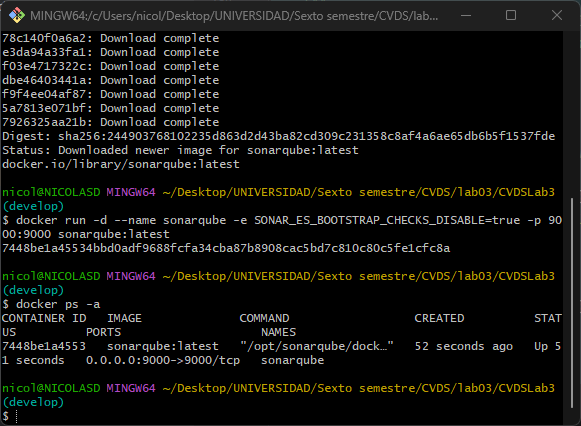 MINGW64:/c/Users/nicol/Desktop/UNIVERSIDAD/Sexto semestre/CVDS/lab...
78c140f0a6a2: Download complete
e3da94a33fa1: Download complete
f03e4717322c: Download complete
dbe46403441a: Download complete
f9f4ee04af87: Download complete
5a7813e071bf: Download complete
7926325aa21b: Download complete
Digest: sha256:244903768102235d863d2d43ba82cd309c231358c8af4a6ae65db6b5f1537fde
Status: Downloaded newer image for sonarqube:latest
docker.io/library/sonarqube:latest
nicol@NICOLASD MINGW64 ~/Desktop/UNIVERSIDAD/Sexto semestre/CVDS/lab03/CVDSLab3
(develop)
$ docker run -d --name sonarqube -e SONAR_ES_BOOTSTRAP_CHECKS_DISABLE=true -p 90
00:9000 sonarqube:latest
7448be1a45534bbd0adf9688fcfa34cba87b8908cac5bd7c810c80c5fe1cfc8a
nicol@NICOLASD MINGW64 ~/Desktop/UNIVERSIDAD/Sexto semestre/CVDS/lab03/CVDSLab3
(develop)
$ docker ps -a
CONTAINER ID   IMAGE              COMMAND                  CREATED          STAT
US          PORTS                    NAMES
7448be1a4553   sonarqube:latest   "/opt/sonarqube/dock…"   52 seconds ago   Up 5
1 seconds   0.0.0.0:9000->9000/tcp   sonarqube
nicol@NICOLASD MINGW64 ~/Desktop/UNIVERSIDAD/Sexto semestre/CVDS/lab03/CVDSLab3
(develop)
$